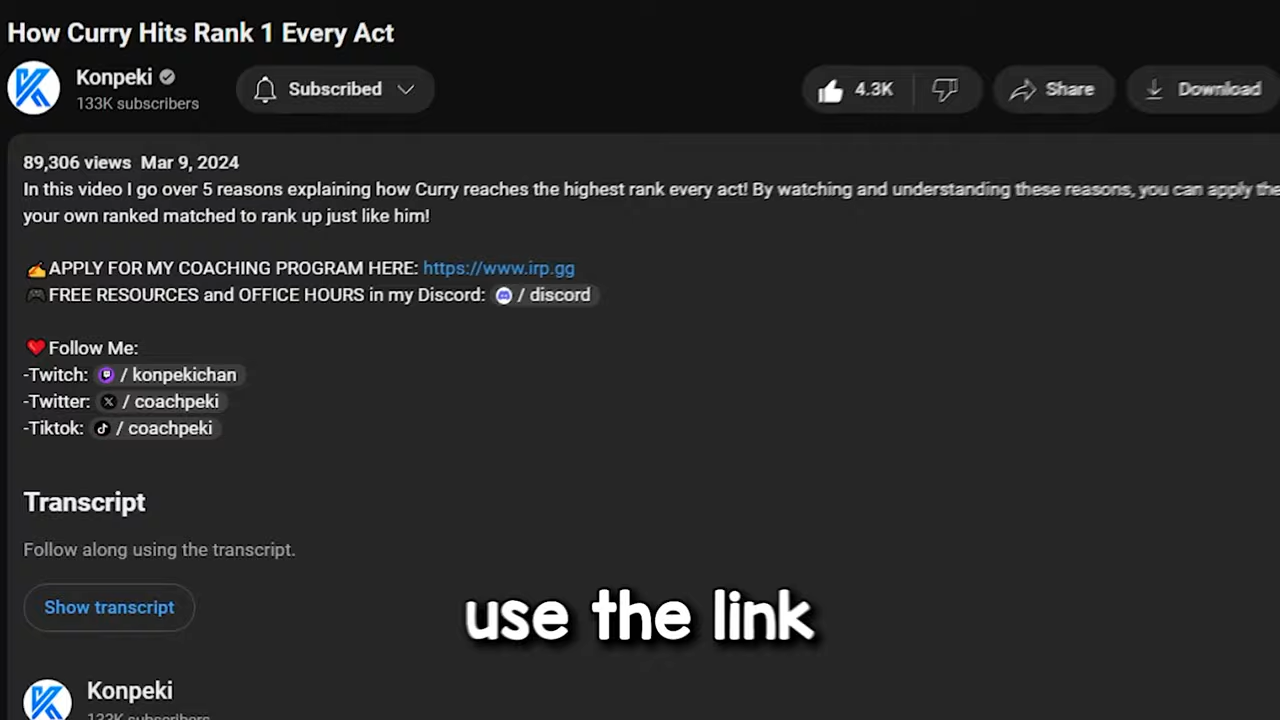 How Curry Hits Rank 1 Every Act
Konpeki
133K subscribers
Subscribed
4.3K
Share
Download
89,306 views Mar 9, 2024
In this video I go over 5 reasons explaining how Curry reaches the highest rank every act! By watching and understanding these reasons, you can apply the
your own ranked matched to rank up just like him!
✍️APPLY FOR MY COACHING PROGRAM HERE: https://www.irp.gg
🎮FREE RESOURCES and OFFICE HOURS in my Discord: / discord
❤️Follow Me:
-Twitch: / konpekichan
-Twitter: / coachpeki
-Tiktok: / coachpeki
Transcript
Follow along using the transcript.
Show transcript
use the link
Konpeki
133K subscribers